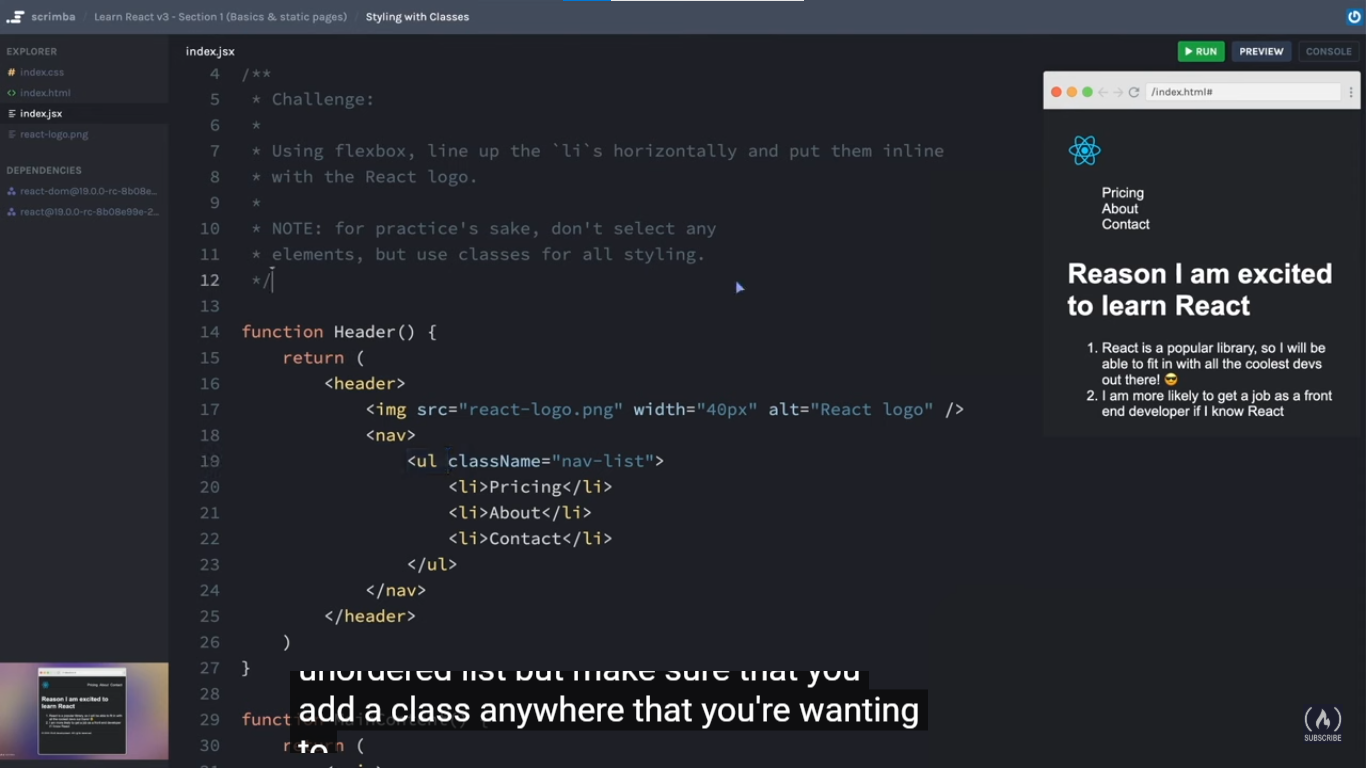 scrimba / Learn React v3 - Section 1 (Basics & static pages) / Styling with Classes
EXPLORER
# index.css
<> index.html
index.jsx
react-logo.png
DEPENDENCIES
react-dom@19.0.0-rc-8b08e...
react@19.0.0-rc-8b08e99e-2...
index.jsx
RUN
PREVIEW
CONSOLE
4 /**
5 * Challenge:
6 *
7 * Using flexbox, line up the `li`s horizontally and put them inline
8 * with the React logo.
9 *
10 * NOTE: for practice's sake, don't select any
11 * elements, but use classes for all styling.
12 */
13
14 function Header() {
15 return (
16 <header>
17 <img src="react-logo.png" width="40px" alt="React logo" />
18 <nav>
19 <ul className="nav-list">
20 <li>Pricing</li>
21 <li>About</li>
22 <li>Contact</li>
23 </ul>
24 </nav>
25 </header>
26 )
27 }
28
29
30 return (
/index.html#
Pricing
About
Contact
Reason I am excited
to learn React
1. React is a popular library, so I will be
able to fit in with all the coolest devs
out there! 😎
2. I am more likely to get a job as a front
end developer if I know React
Reason I am excited to
learn React
unordered list but make sure that you
add a class anywhere that you're wanting
to
SUBSCRIBE